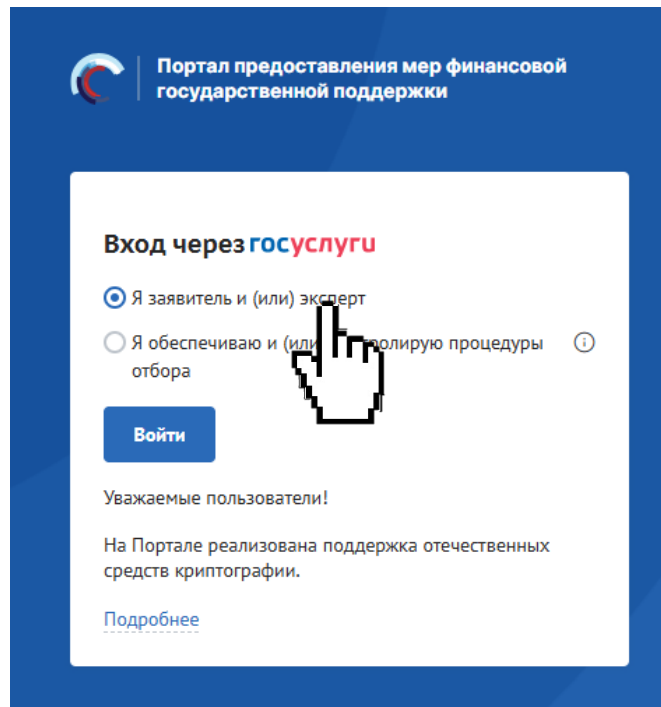 Портал предоставления мер финансовой
государственной поддержки
Вход через госуслуги
Я заявитель и (или) эксперт
Я обеспечиваю и (или процедуры
отбора
Войти
Уважаемые пользователи!
На Портале реализована поддержка отечественных
средств криптографии.
Подробнее